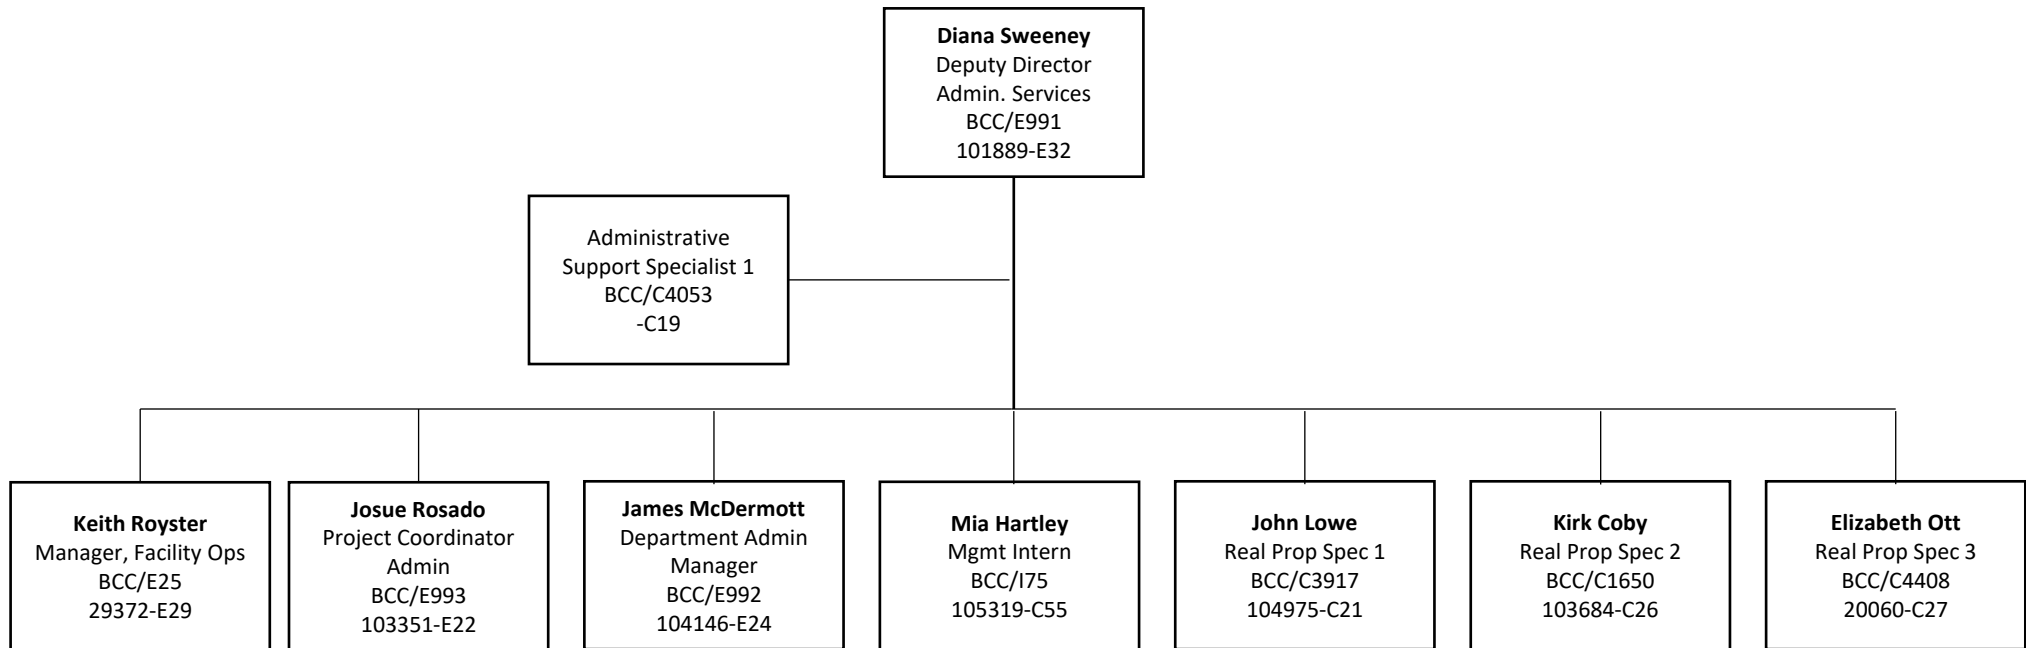 Diana Sweeney
Deputy Director
Admin. Services
BCC/E991
101889-E32
Administrative
Support Specialist 1
BCC/C4053
-C19
Keith Royster
Manager, Facility Ops
BCC/E25
29372-E29
Josue Rosado
Project Coordinator
Admin
BCC/E993
103351-E22
James McDermott
Department Admin
Manager
BCC/E992
104146-E24
Mia Hartley
Mgmt Intern
BCC/I75
105319-C55
John Lowe
Real Prop Spec 1
BCC/C3917
104975-C21
Kirk Coby
Real Prop Spec 2
BCC/C1650
103684-C26
Elizabeth Ott
Real Prop Spec 3
BCC/C4408
20060-C27